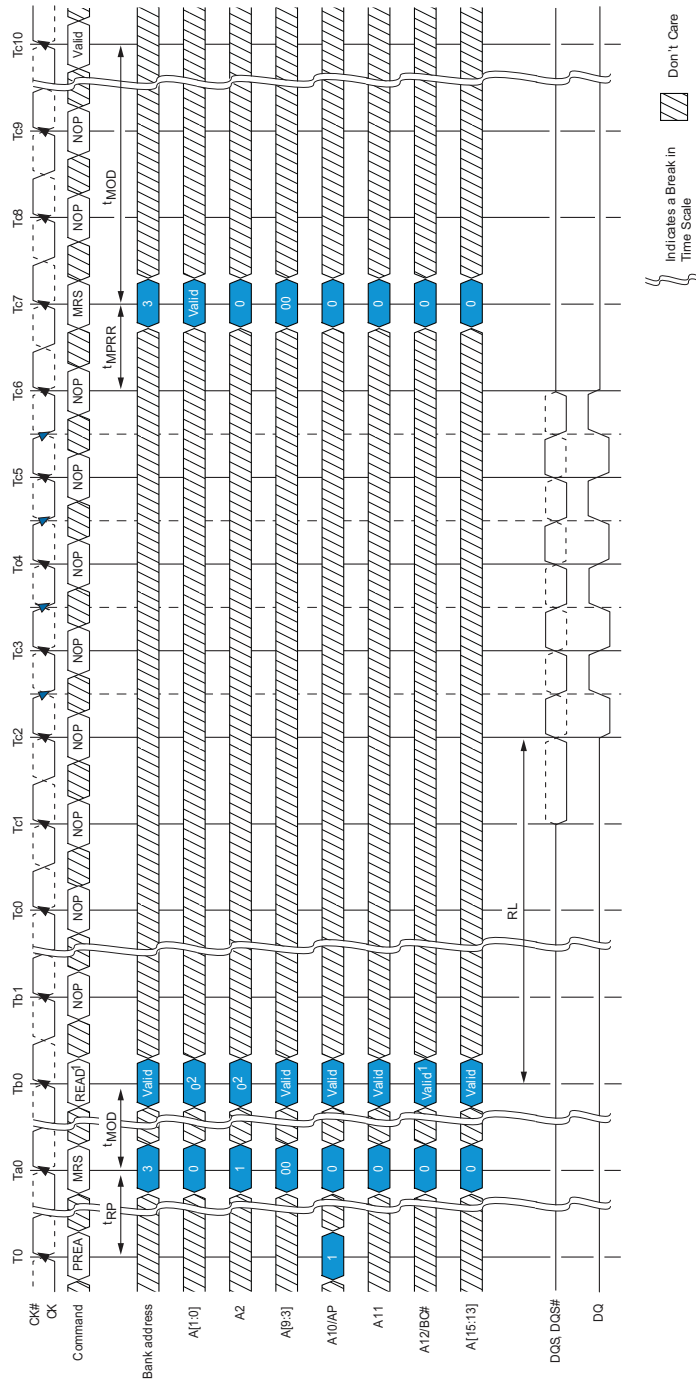 T0 Ta0 Tb0 Tb1 Tc0 Tc1 Tc2 Tc3 Tc4 Tc5 Tc6 Tc7 Tc8 Tc9 Tc10
CK#
CK
Command PREA MRS READ1 NOP NOP NOP NOP NOP NOP NOP NOP MRS NOP NOP Valid
tRP tMOD tMPRR tMOD
Bank address 3 Valid 3
A[1:0] 0 02 Valid
A2 1 02 0
A[9:3] 00 Valid 00
A10/AP 1 0 Valid 0
A11 0 Valid 0
A12/BC# 0 Valid1 0
A[15:13] 0 Valid 0
RL
DQS, DQS#
DQ
Indicates a Break in
Time Scale
Don't Care